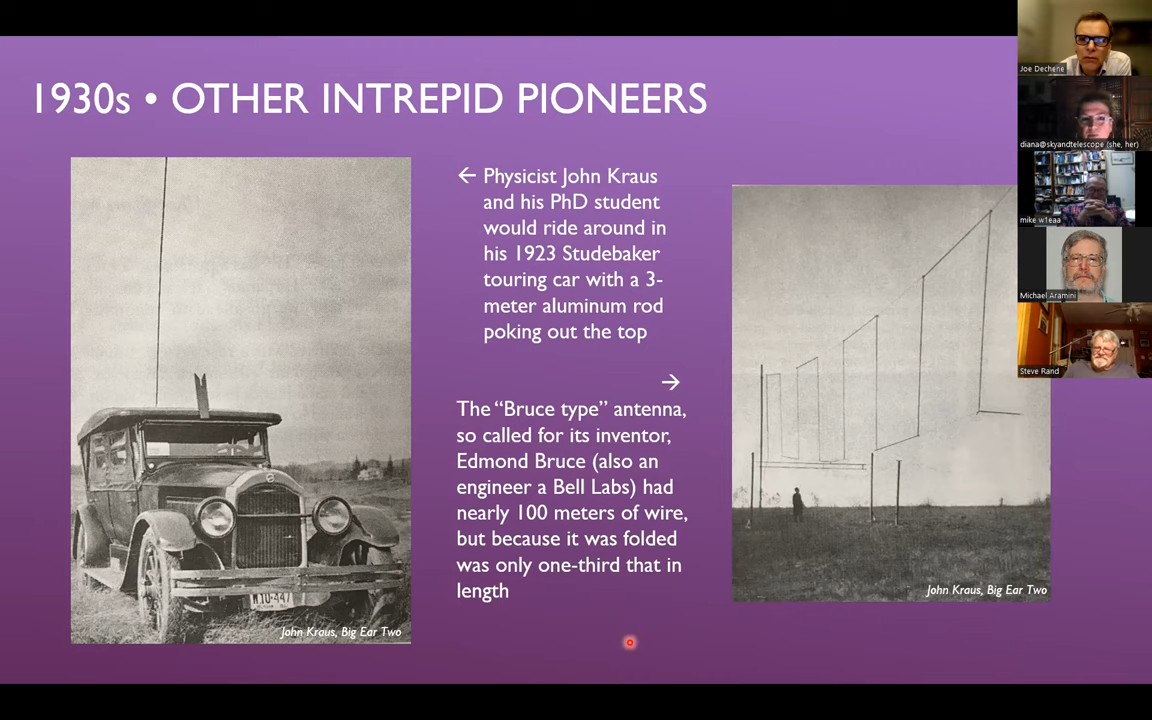 1930s • OTHER INTREPID PIONEERS
← Physicist John Kraus
and his PhD student
would ride around in
his 1923 Studebaker
touring car with a 3-
meter aluminum rod
poking out the top
→
The “Bruce type” antenna,
so called for its inventor,
Edmond Bruce (also an
engineer a Bell Labs) had
nearly 100 meters of wire,
but because it was folded
was only one-third that in
length
John Kraus, Big Ear Two
John Kraus, Big Ear Two
Joe Dechene
diana@skyandtelescope (she, her)
mike w1eaa
Michael Aramini
Steve Rand